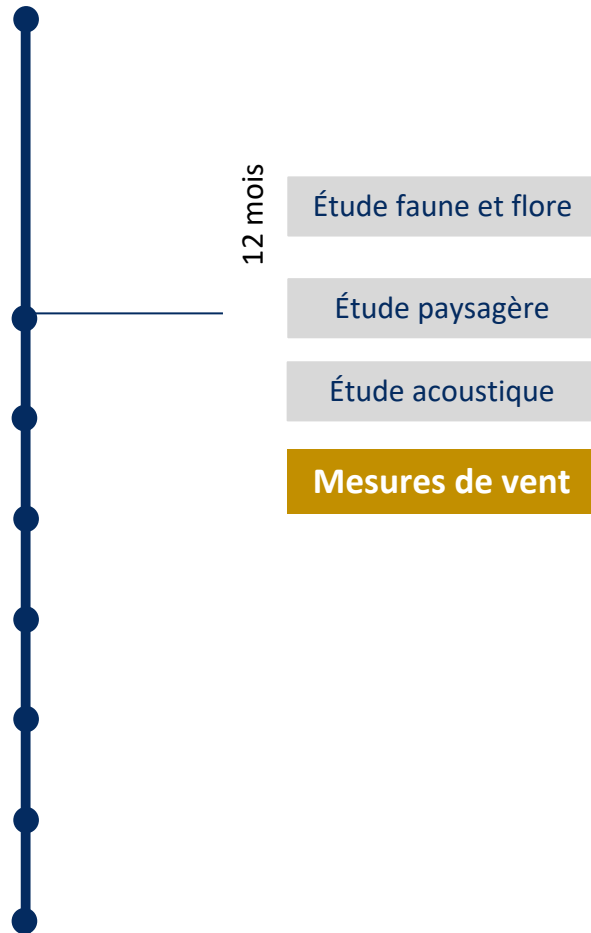 12 mois
Étude faune et flore
Étude paysagère
Étude acoustique
Mesures de vent